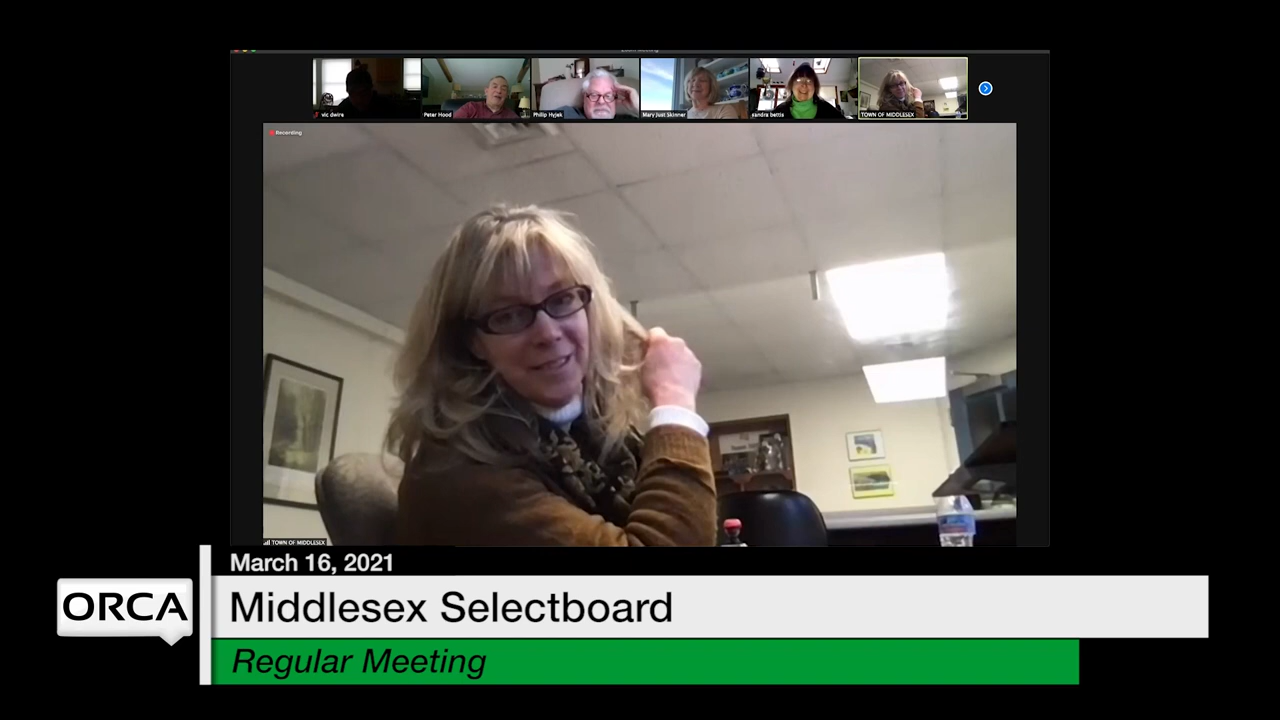 vic dwire
Peter Hood
Philip Hyjek
Mary Just Skinner
sandra bettis
TOWN OF MIDDLESEX
Recording
TOWN OF MIDDLESEX
March 16, 2021
ORCA
Middlesex Selectboard
Regular Meeting